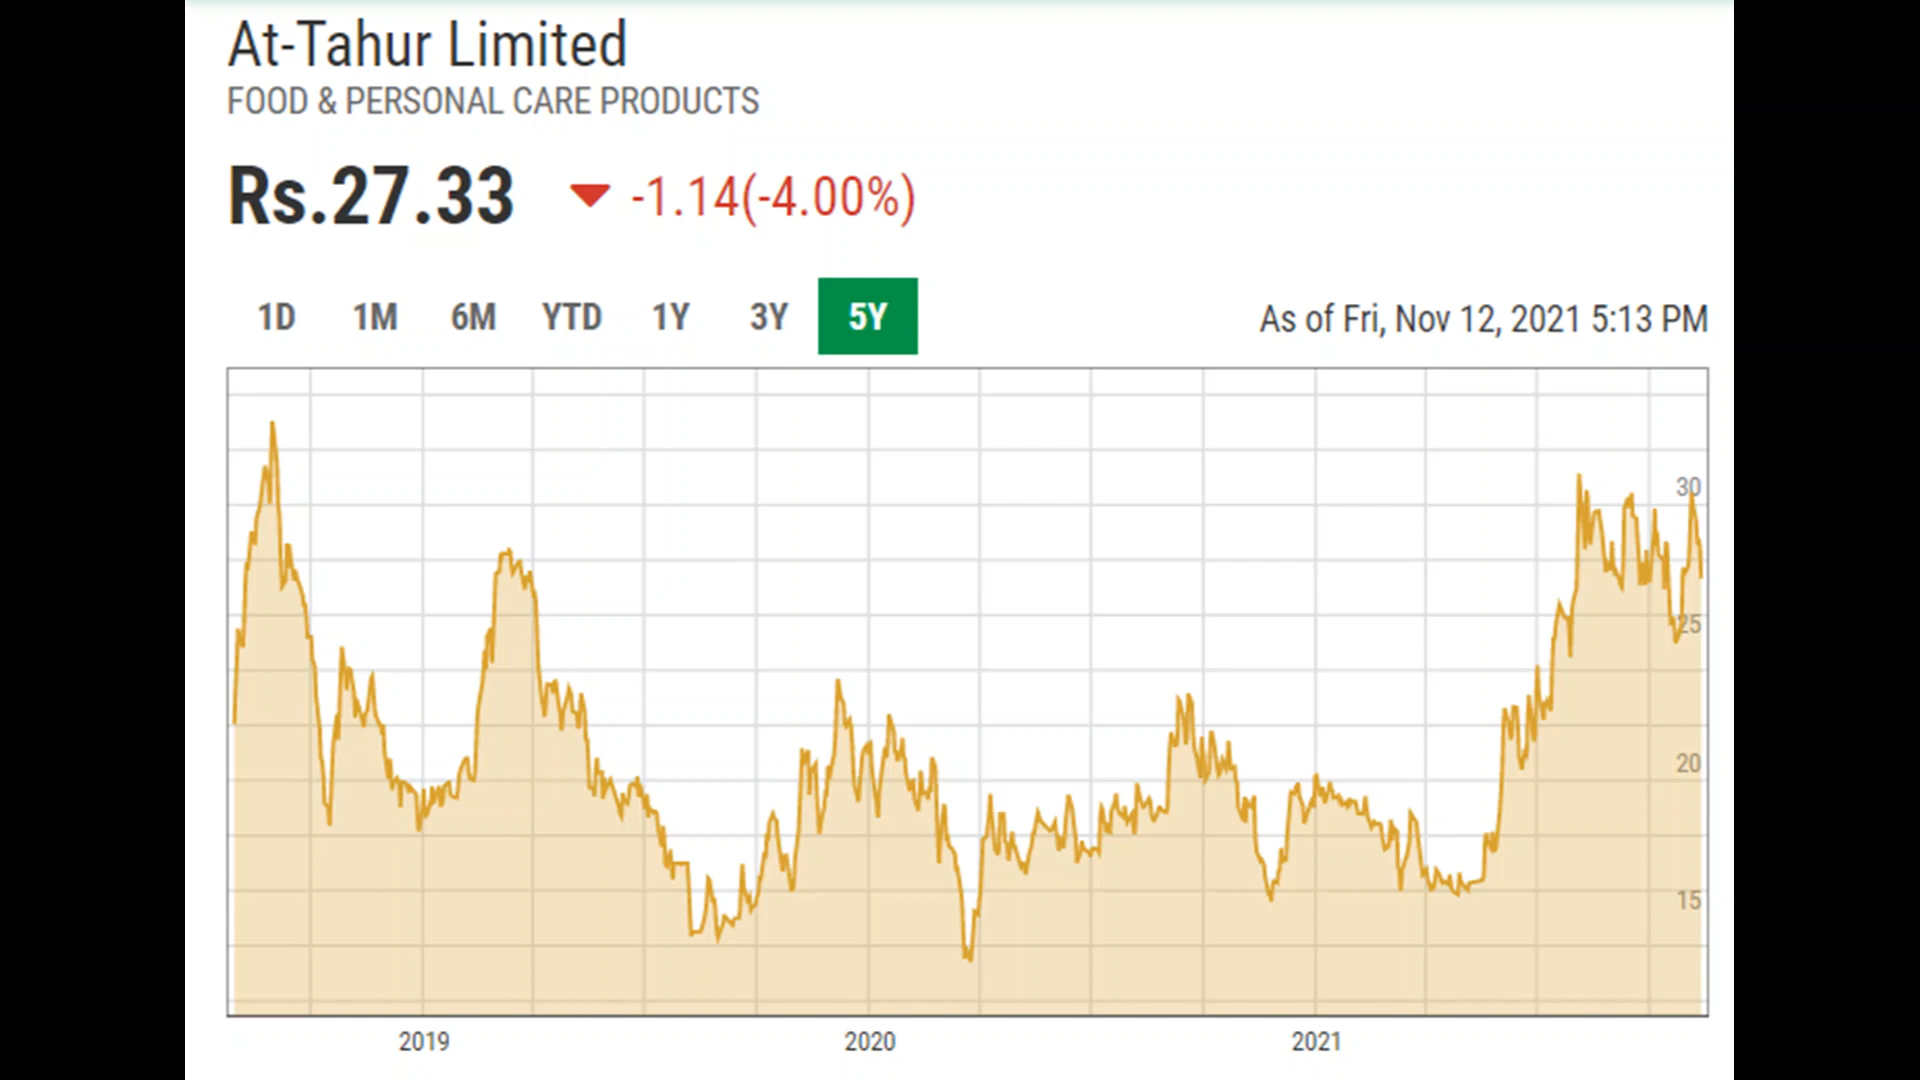 At-Tahur Limited
FOOD & PERSONAL CARE PRODUCTS
Rs.27.33 ▼ -1.14(-4.00%)
1D 1M 6M YTD 1Y 3Y 5Y As of Fri, Nov 12, 2021 5:13 PM
30
25
20
15
2019 2020 2021